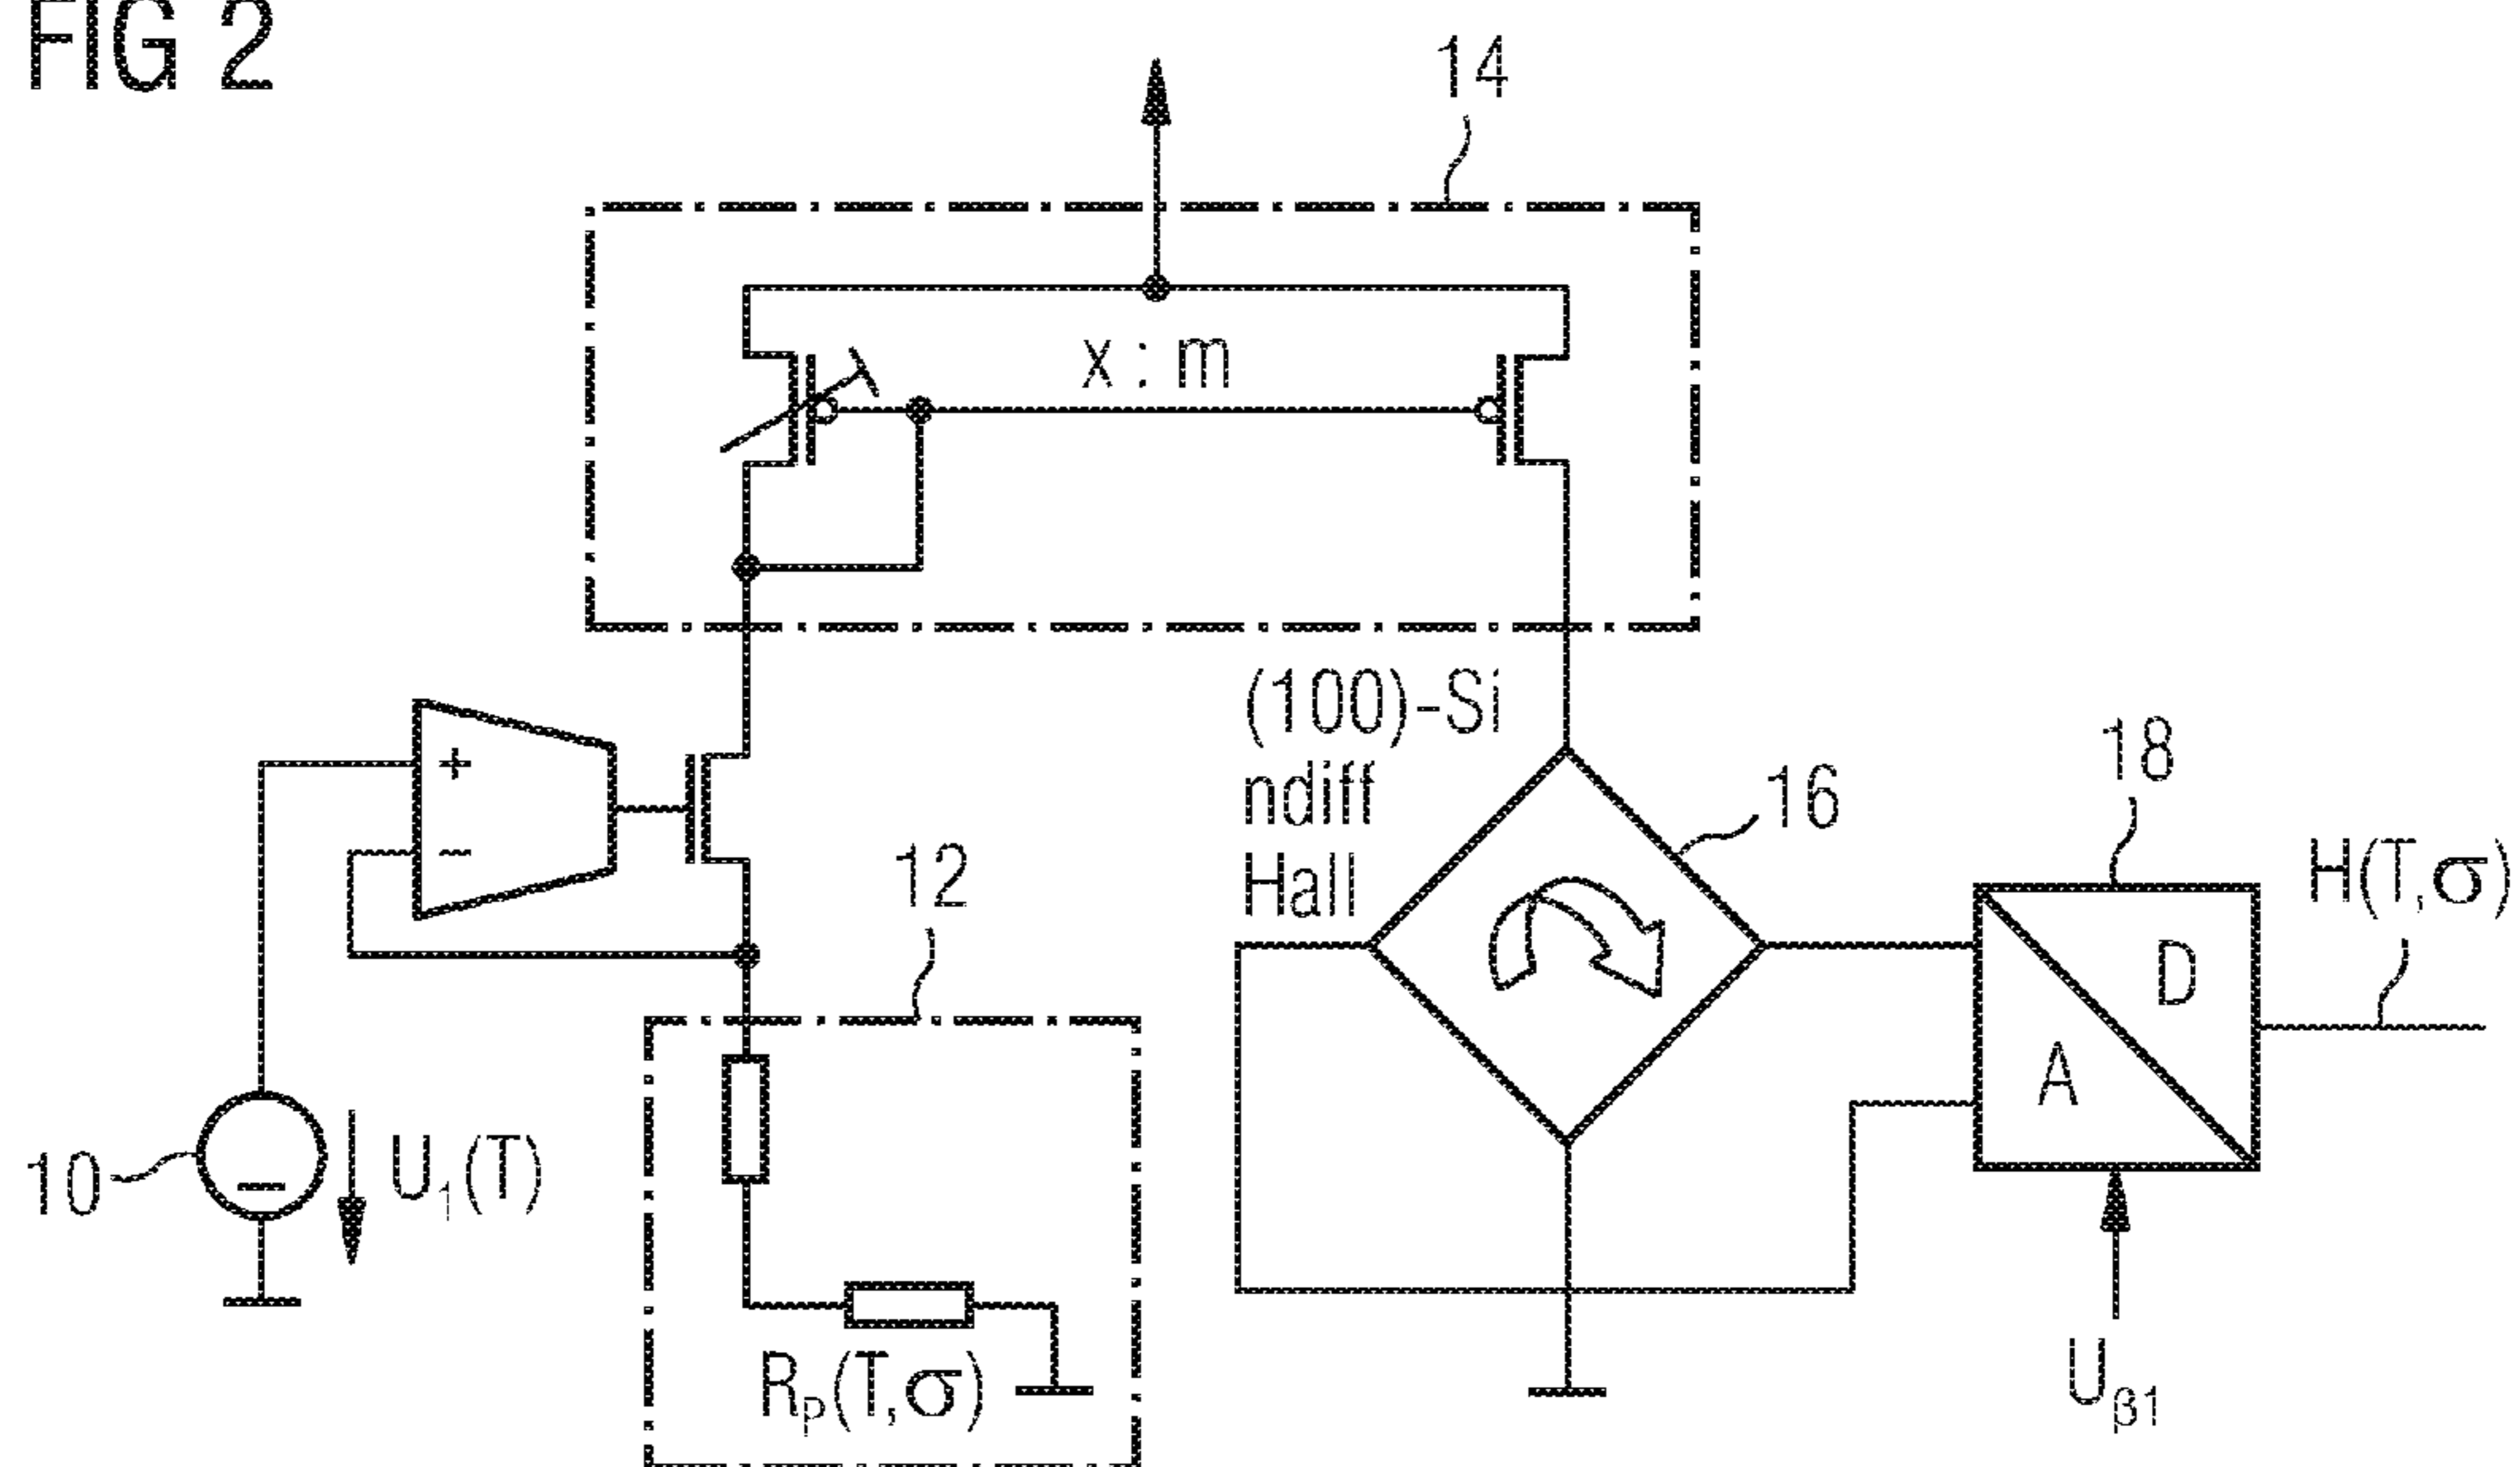 FIG 2
14
x : m
(100)-Si
ndiff
Hall
16
18
H(T,σ)
+
−
12
D
A
10
U₁(T)
Rₚ(T,σ)
Uᵦ₁